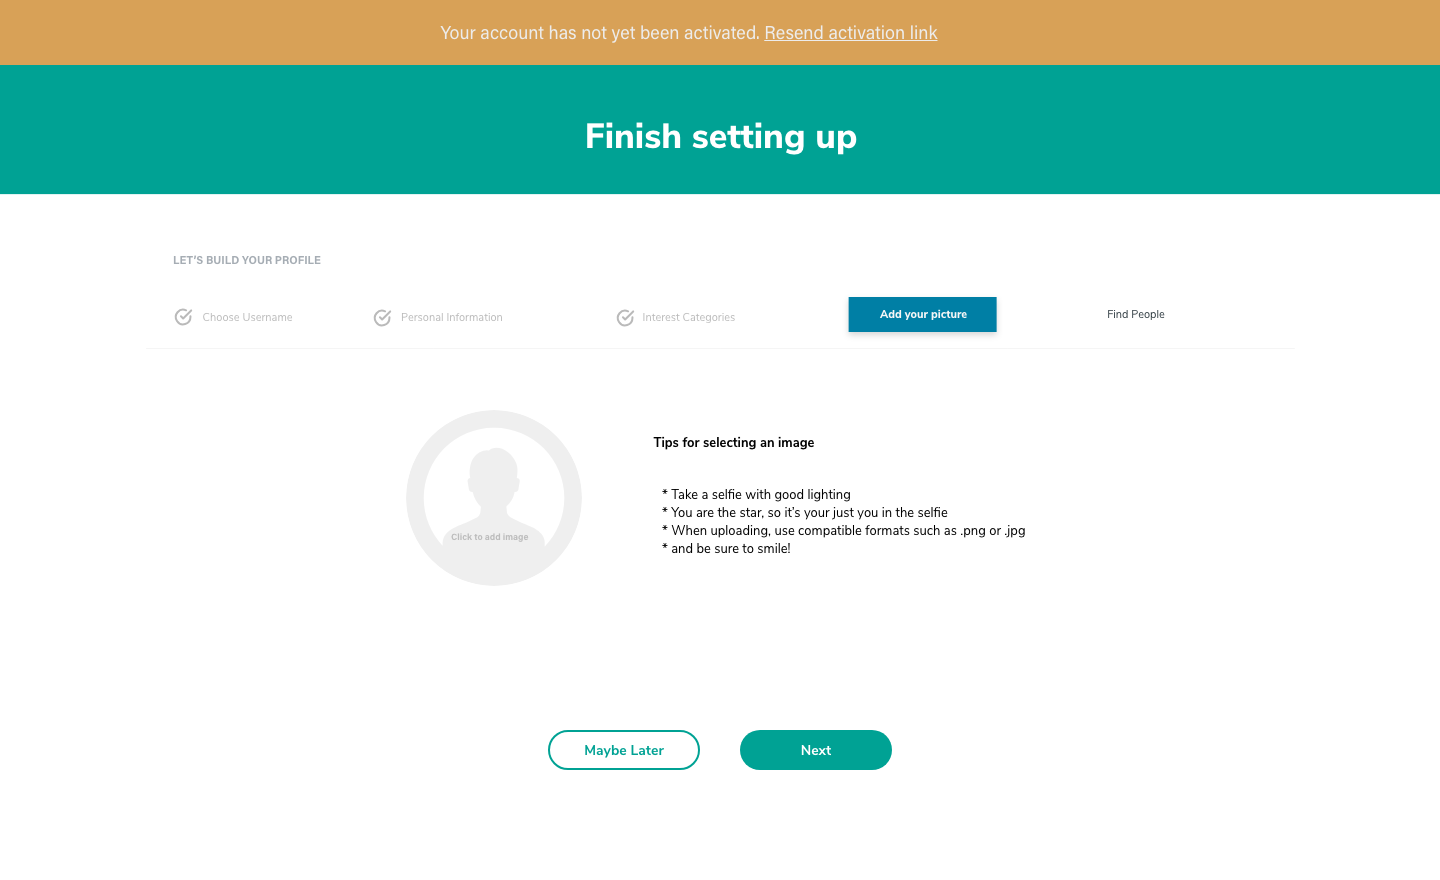 Your account has not yet been activated. Resend activation link
Finish setting up
LET'S BUILD YOUR PROFILE
Choose Username Personal Information Interest Categories Add your picture Find People
Click to add image
Tips for selecting an image
* Take a selfie with good lighting
* You are the star, so it's your just you in the selfie
* When uploading, use compatible formats such as .png or .jpg
* and be sure to smile!
Maybe Later Next